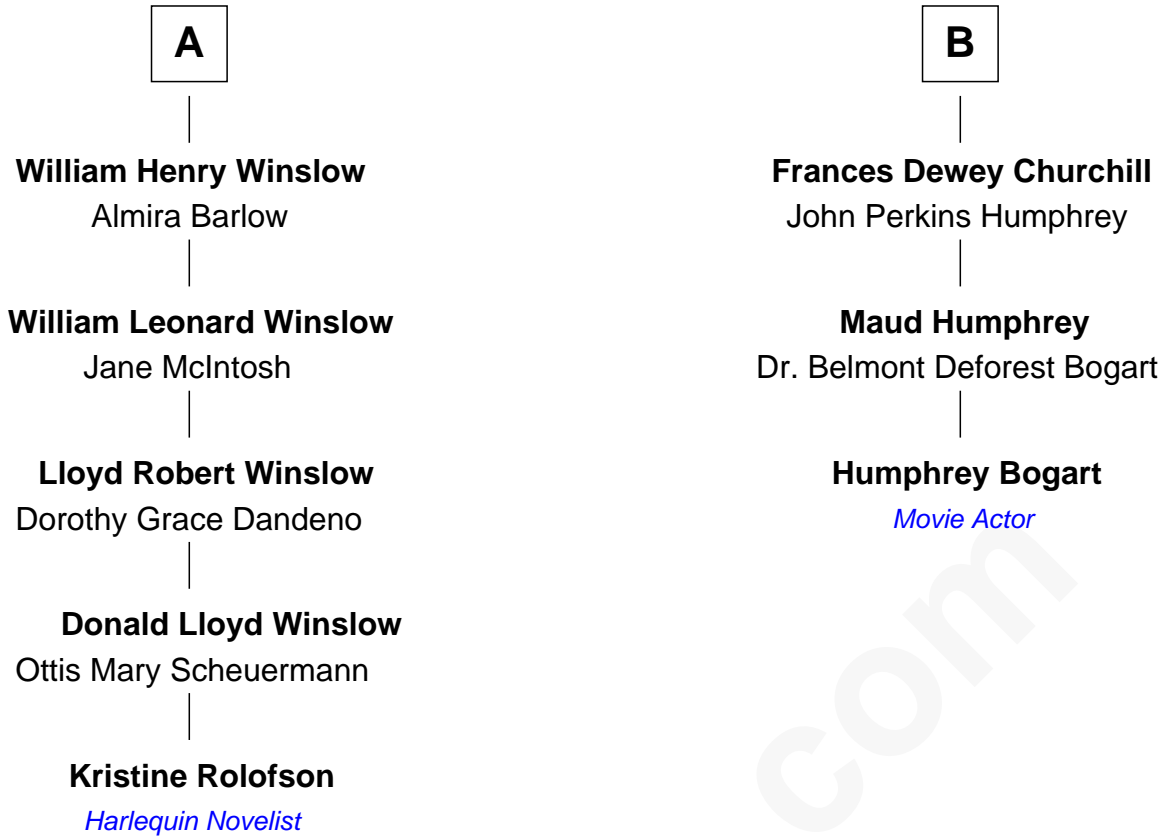 A
William Henry Winslow
Almira Barlow
William Leonard Winslow
Jane McIntosh
Lloyd Robert Winslow
Dorothy Grace Dandeno
Donald Lloyd Winslow
Ottis Mary Scheuermann
Kristine Rolofson
Harlequin Novelist
B
Frances Dewey Churchill
John Perkins Humphrey
Maud Humphrey
Dr. Belmont Deforest Bogart
Humphrey Bogart
Movie Actor
com